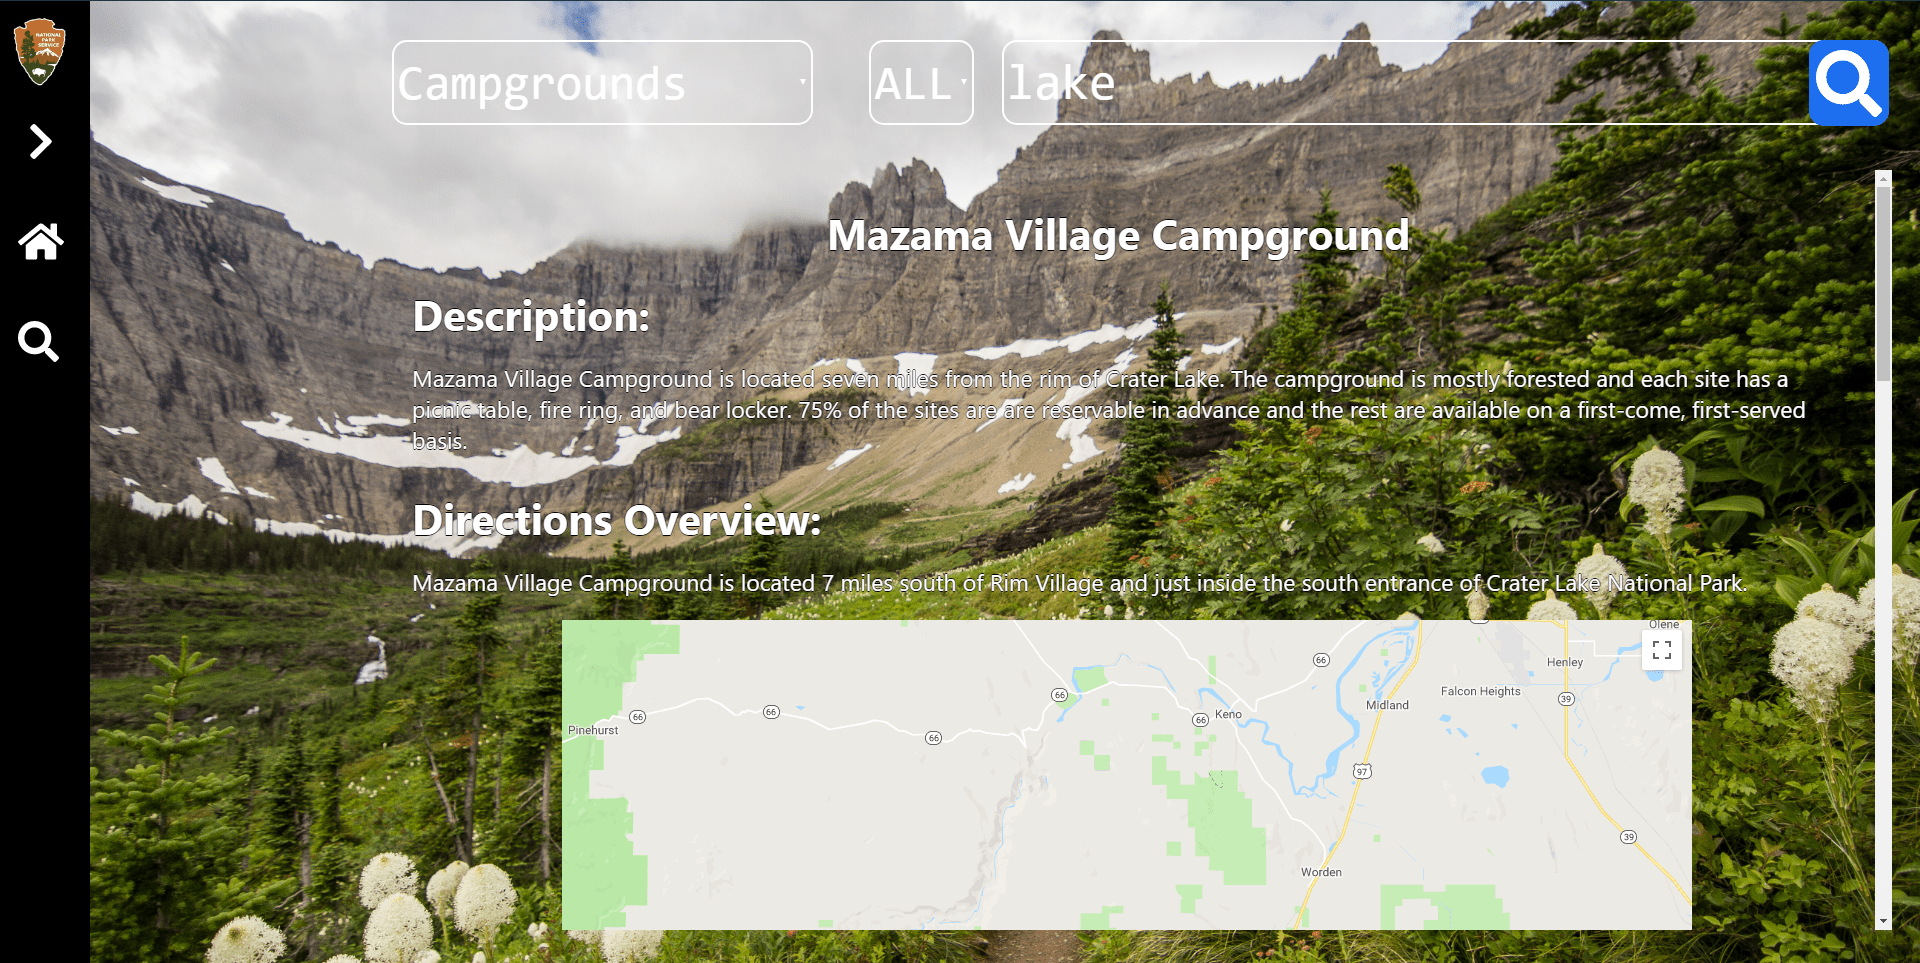 NATIONAL
PARK
SERVICE
Campgrounds
ALL
lake
Mazama Village Campground
Description:
Mazama Village Campground is located seven miles from the rim of Crater Lake. The campground is mostly forested and each site has a
picnic table, fire ring, and bear locker. 75% of the sites are are reservable in advance and the rest are available on a first-come, first-served
basis.
Directions Overview:
Mazama Village Campground is located 7 miles south of Rim Village and just inside the south entrance of Crater Lake National Park.
Olene
66
Henley
Falcon Heights
66
39
Midland
66
66
Keno
66
Pinehurst
66
97
39
Worden